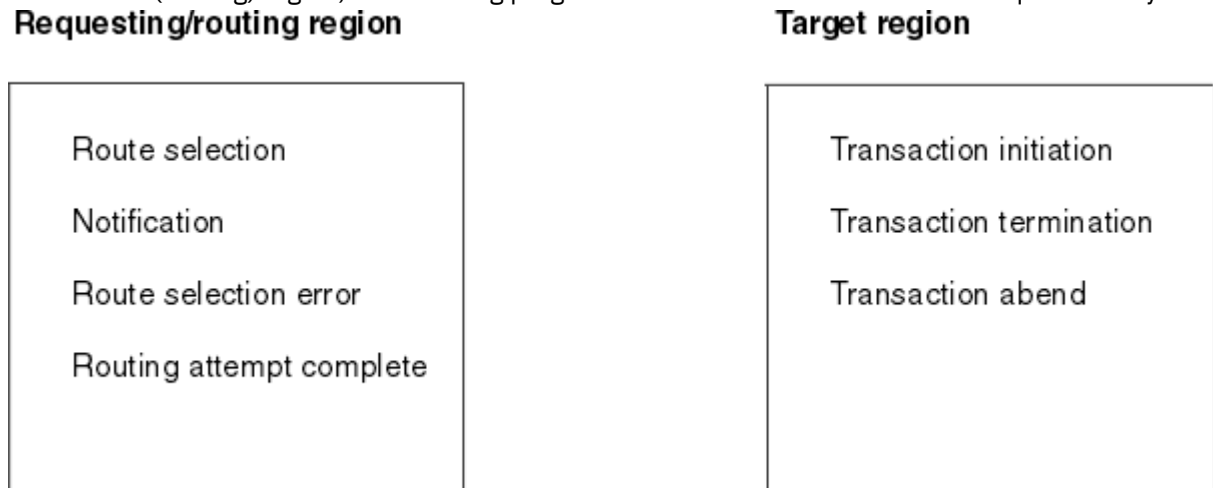 Requesting/routing region
Target region
Route selection
Notification
Route selection error
Routing attempt complete
Transaction initiation
Transaction termination
Transaction abend